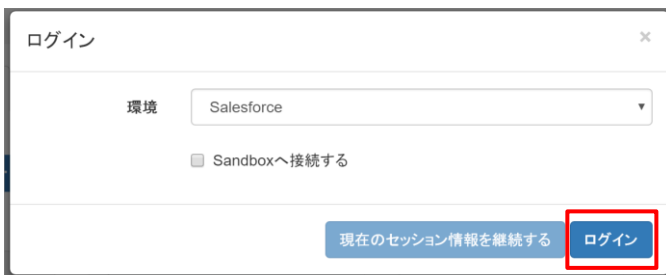 ログイン ×
環境 Salesforce
Sandboxへ接続する
現在のセッション情報を継続する ログイン